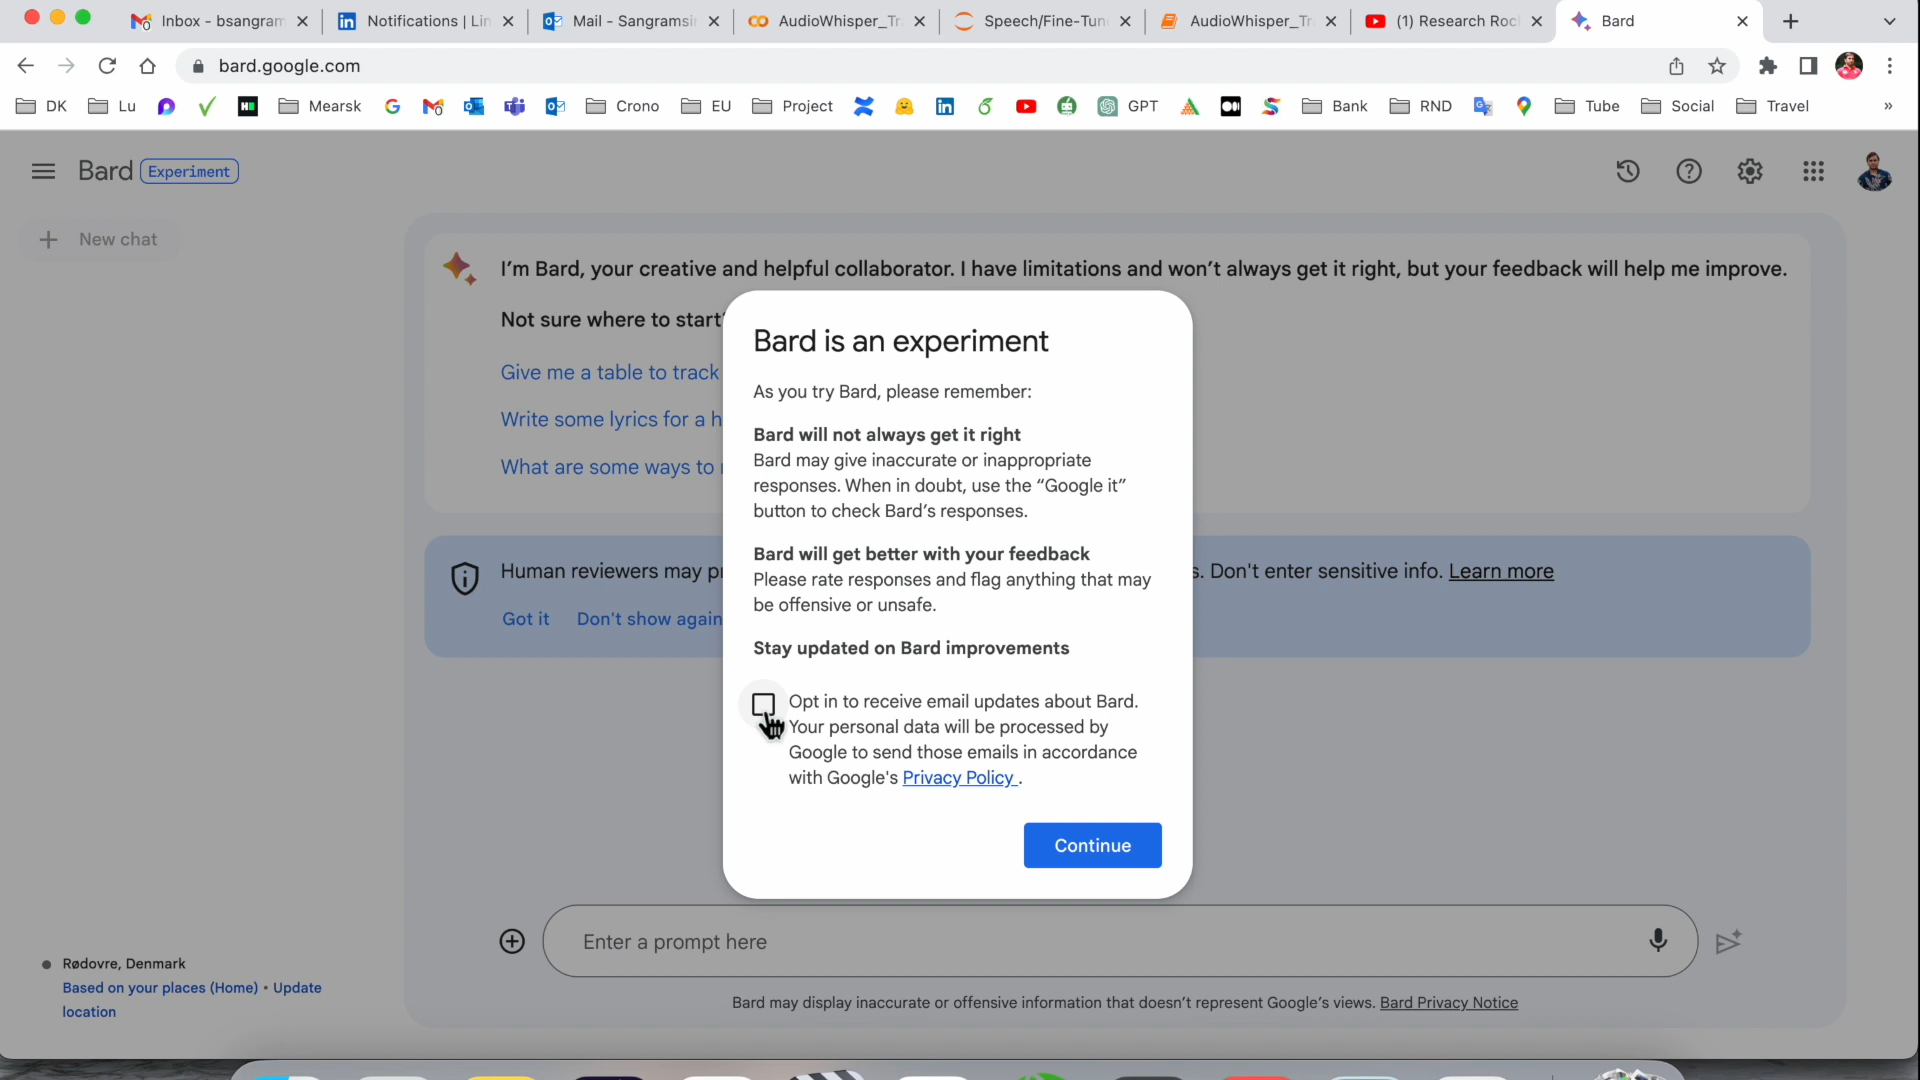 Inbox - bsangram
Notifications | Lin
Mail - Sangramsi
AudioWhisper_Tr
Speech/Fine-Tun
AudioWhisper_Tr
(1) Research Roc
Bard
bard.google.com
DK
Lu
Mearsk
Crono
EU
Project
GPT
Bank
RND
Tube
Social
Travel
»
Bard Experiment
New chat
I'm Bard, your creative and helpful collaborator. I have limitations and won't always get it right, but your feedback will help me improve.
Not sure where to start
Give me a table to track
Write some lyrics for a h
What are some ways to
Human reviewers may pr
s. Don't enter sensitive info. Learn more
Got it Don't show again
Bard is an experiment
As you try Bard, please remember:
Bard will not always get it right
Bard may give inaccurate or inappropriate
responses. When in doubt, use the “Google it”
button to check Bard's responses.
Bard will get better with your feedback
Please rate responses and flag anything that may
be offensive or unsafe.
Stay updated on Bard improvements
Opt in to receive email updates about Bard.
Your personal data will be processed by
Google to send those emails in accordance
with Google's Privacy Policy .
Continue
Enter a prompt here
Rødovre, Denmark
Based on your places (Home) • Update
location
Bard may display inaccurate or offensive information that doesn't represent Google's views. Bard Privacy Notice